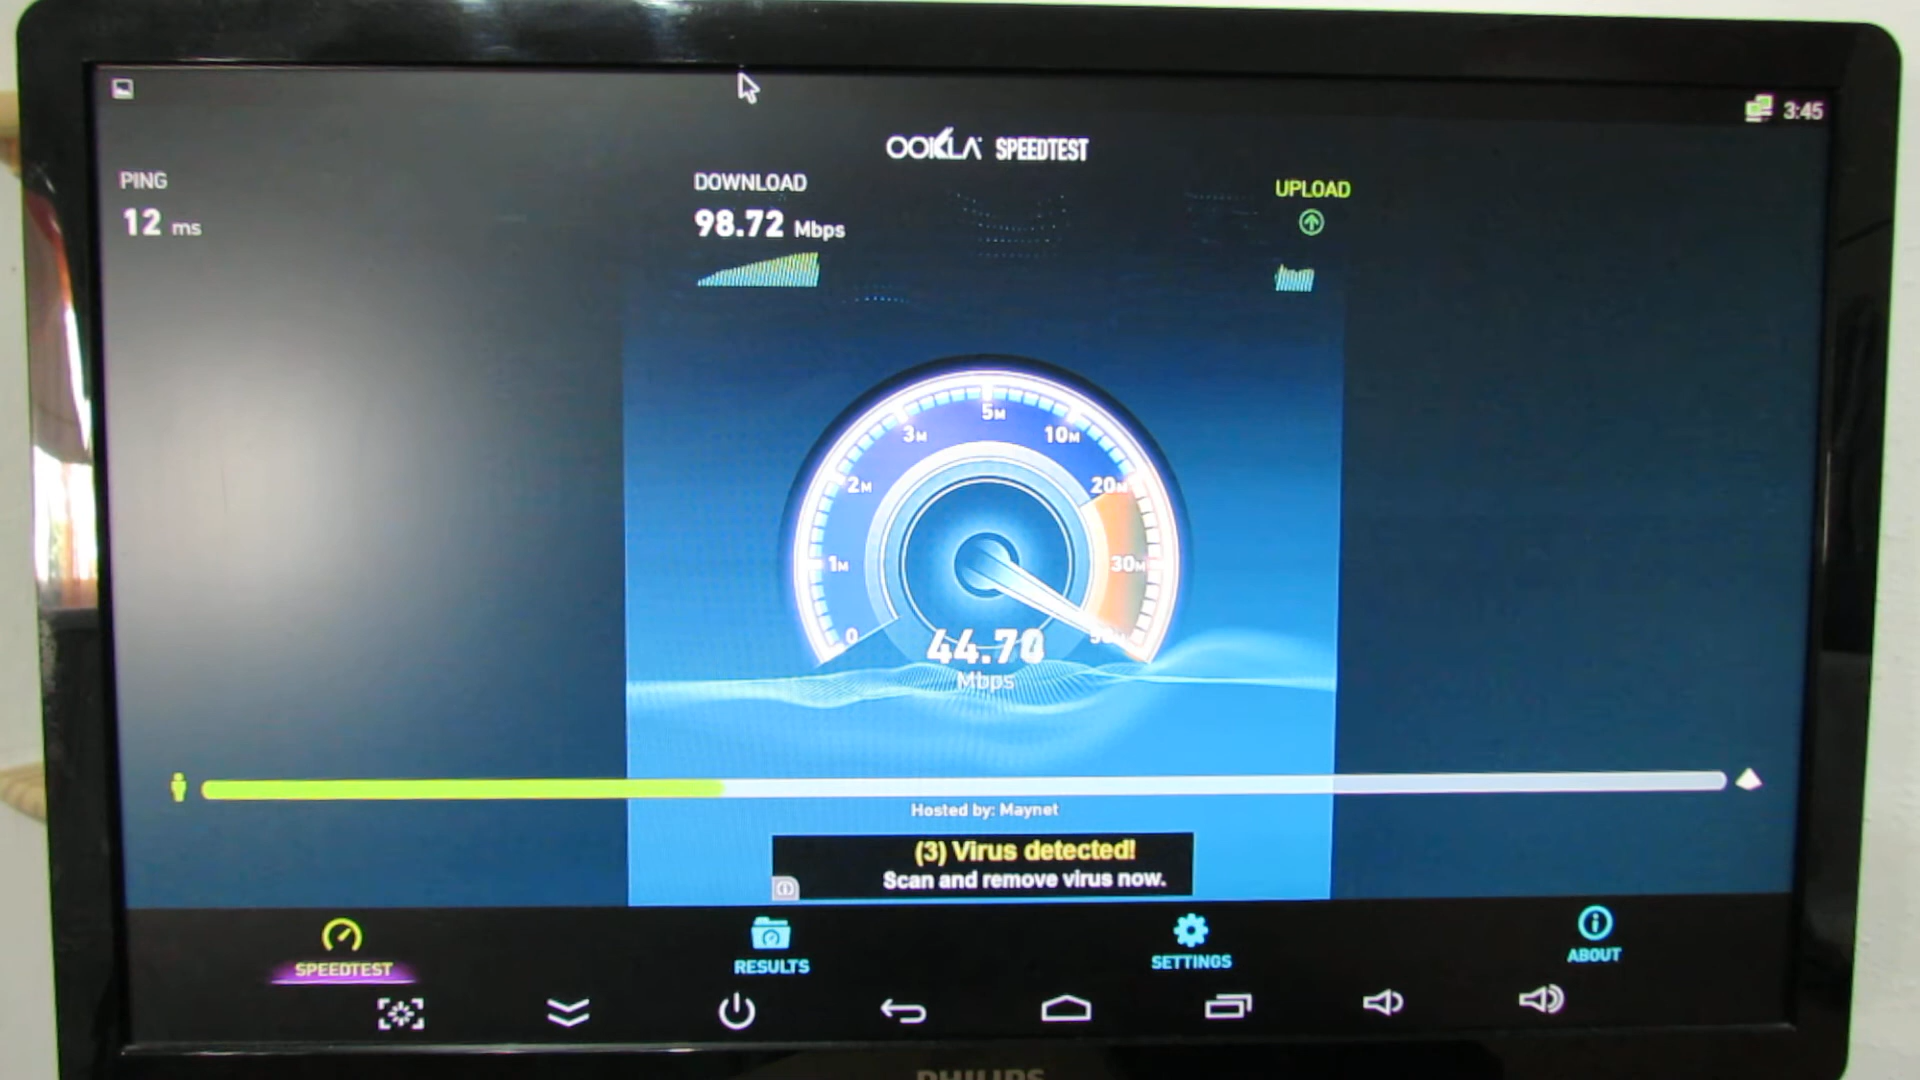 3:45
OOKLA SPEEDTEST
PING
12 ms
DOWNLOAD
98.72 Mbps
UPLOAD
5M
3M
10M
2M
20M
1M
30M
0
50M
44.70
Mbps
Hosted by: Maynet
(3) Virus detected!
Scan and remove virus now.
SPEEDTEST
RESULTS
SETTINGS
ABOUT
PHILIPS